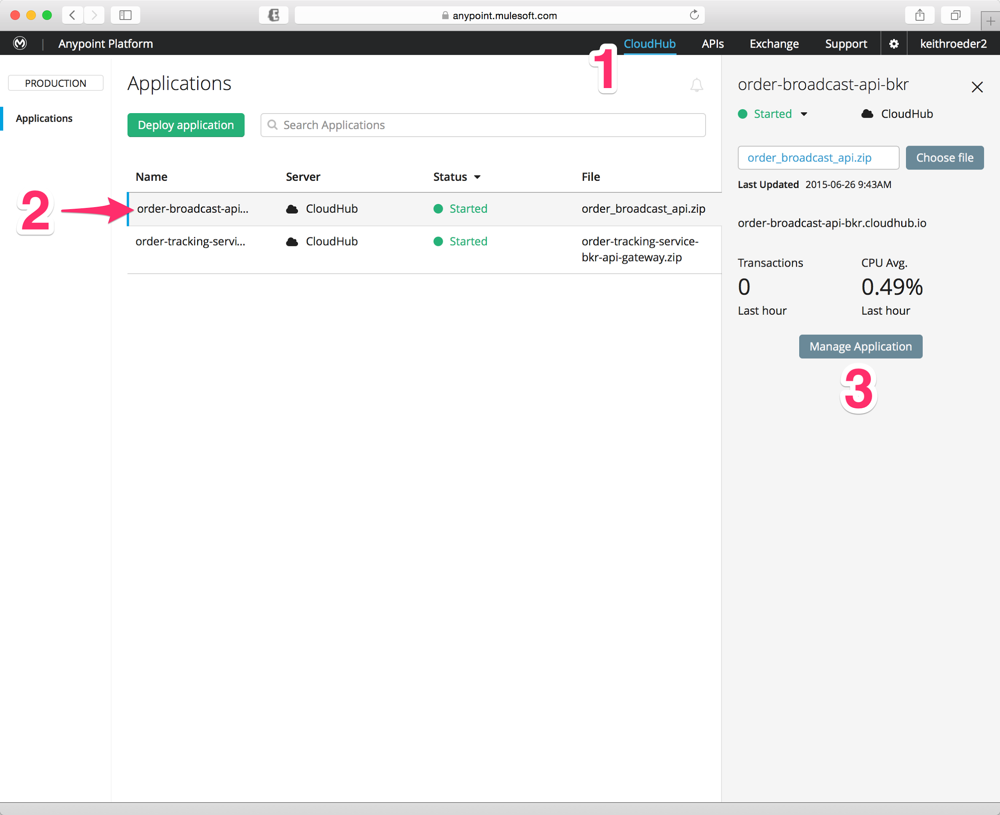 anypoint.mulesoft.com
Anypoint Platform
CloudHub
APIs
Exchange
Support
keithroeder2
1
PRODUCTION
Applications
Applications
Deploy application
Search Applications
Name Server Status File
2
order-broadcast-api... CloudHub Started order_broadcast_api.zip
order-tracking-servi... CloudHub Started order-tracking-service-
bkr-api-gateway.zip
order-broadcast-api-bkr
Started CloudHub
order_broadcast_api.zip Choose file
Last Updated 2015-06-26 9:43AM
order-broadcast-api-bkr.cloudhub.io
Transactions CPU Avg.
0 0.49%
Last hour Last hour
Manage Application
3